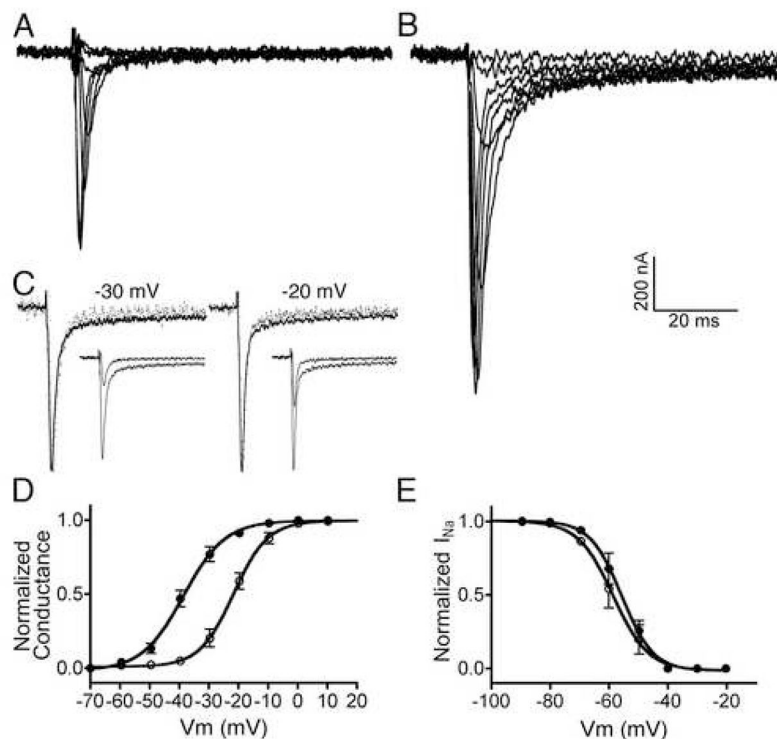 A
B
200 nA
20 ms
C
-30 mV
-20 mV
D
Normalized
Conductance
1.0
0.5
0.0
-70 -60 -50 -40 -30 -20 -10 0 10 20
Vm (mV)
E
Normalized INa
1.0
0.5
0.0
-100 -80 -60 -40 -20
Vm (mV)